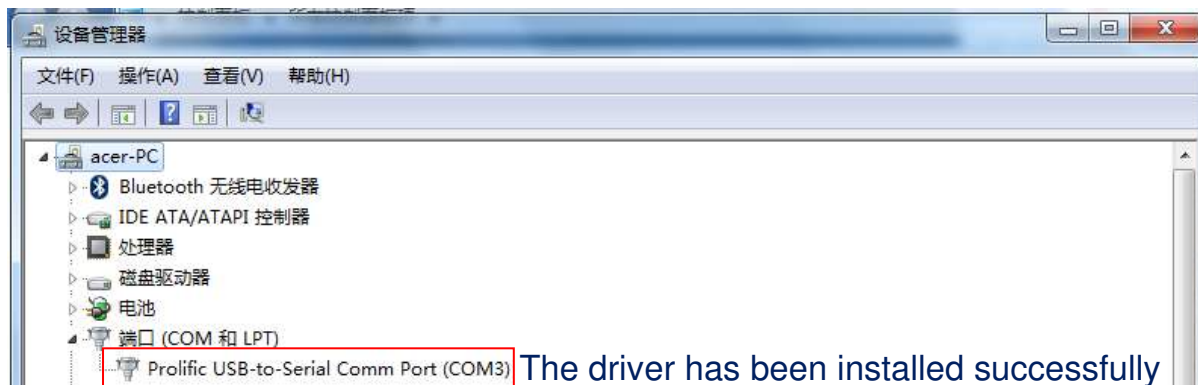 设备管理器
文件(F) 操作(A) 查看(V) 帮助(H)
acer-PC
Bluetooth 无线电收发器
IDE ATA/ATAPI 控制器
处理器
磁盘驱动器
电池
端口 (COM 和 LPT)
Prolific USB-to-Serial Comm Port (COM3) The driver has been installed successfully